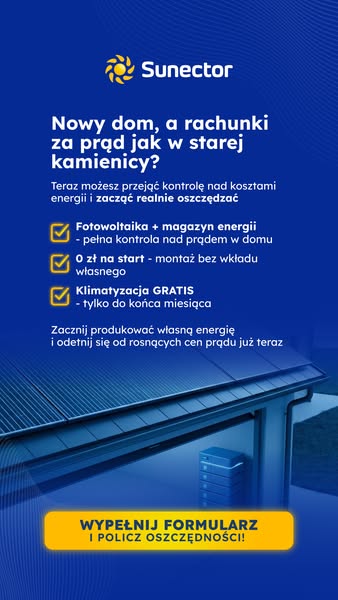 Sunector
Nowy dom, a rachunki
za prąd jak w starej
kamienicy?
Teraz możesz przejąć kontrolę nad kosztami
energii i zacząć realnie oszczędzać
Fotowoltaika + magazyn energii
- pełna kontrola nad prądem w domu
0 zł na start - montaż bez wkładu
własnego
Klimatyzacja GRATIS
- tylko do końca miesiąca
Zacznij produkować własną energię
i odetnij się od rosnących cen prądu już teraz
WYPEŁNIJ FORMULARZ
I POLICZ OSZCZĘDNOŚCI!